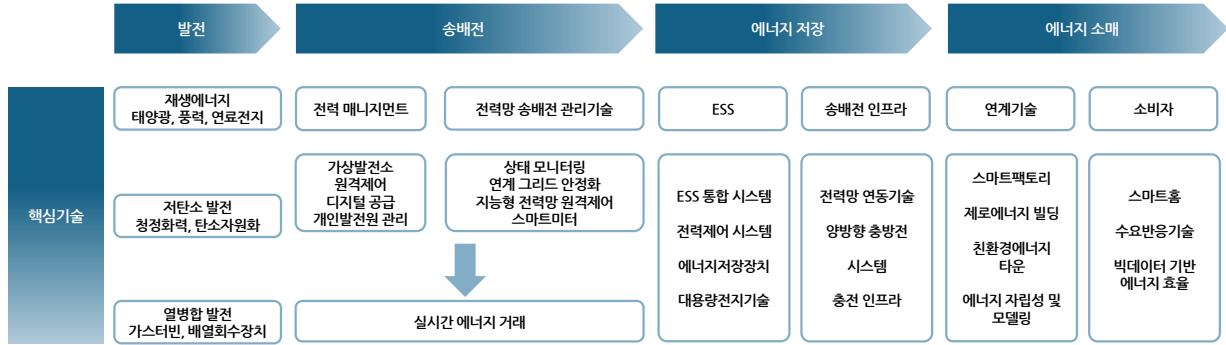 발전
송배전
에너지 저장
에너지 소매
핵심기술
재생에너지
태양광, 풍력, 연료전지
저탄소 발전
청정화력, 탄소자원화
열병합 발전
가스터빈, 배열회수장치
전력 매니지먼트
가상발전소
원격제어
디지털 공급
개인발전원 관리
전력망 송배전 관리기술
상태 모니터링
연계 그리드 안정화
지능형 전력망 원격제어
스마트미터
실시간 에너지 거래
ESS
ESS 통합 시스템
전력제어 시스템
에너지저장장치
대용량전지기술
송배전 인프라
전력망 연동기술
양방향 충방전
시스템
충전 인프라
연계기술
스마트팩토리
제로에너지 빌딩
친환경에너지
타운
에너지 자립성 및
모델링
소비자
스마트홈
수요반응기술
빅데이터 기반
에너지 효율